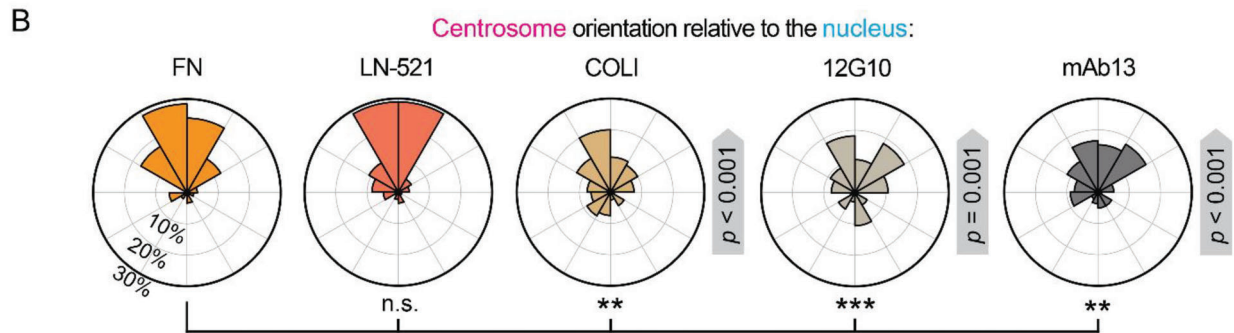 B
Centrosome orientation relative to the nucleus:
FN
LN-521
COLI
12G10
mAb13
10%
20%
30%
p < 0.001
p = 0.001
p < 0.001
n.s.
**
***
**